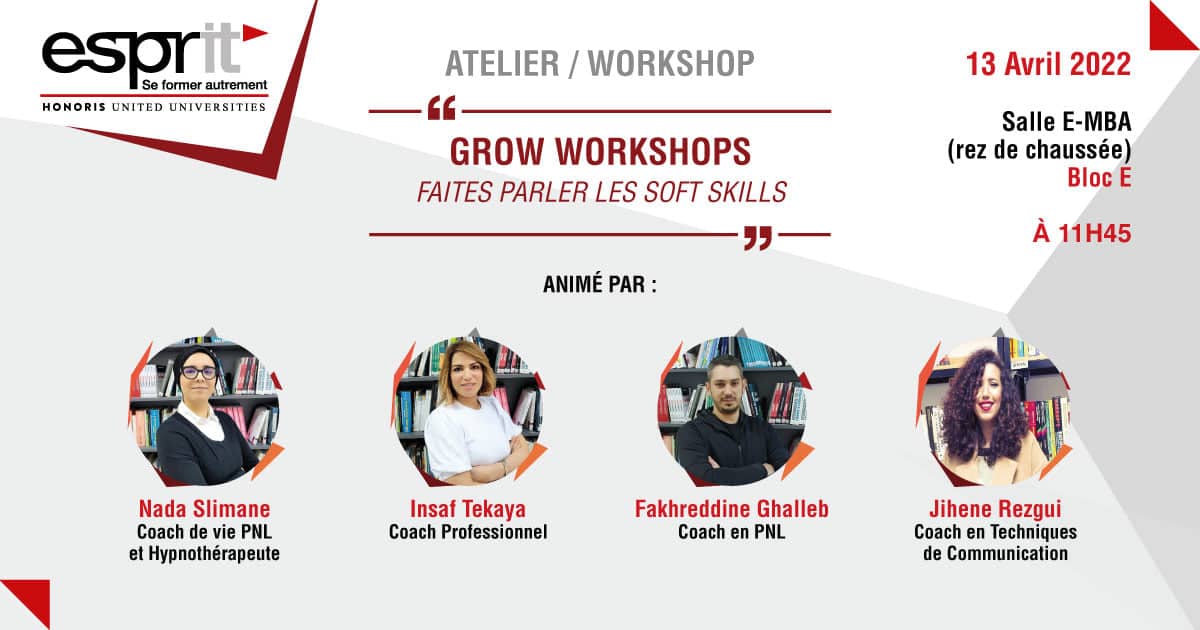 esprit
Se former autrement
HONORIS UNITED UNIVERSITIES
ATELIER / WORKSHOP
“
GROW WORKSHOPS
FAITES PARLER LES SOFT SKILLS
”
13 Avril 2022
Salle E-MBA
(rez de chaussée)
Bloc E
À 11H45
ANIMÉ PAR :
Nada Slimane
Coach de vie PNL
et Hypnothérapeute
Insaf Tekaya
Coach Professionnel
Fakhreddine Ghalleb
Coach en PNL
Jihene Rezgui
Coach en Techniques
de Communication